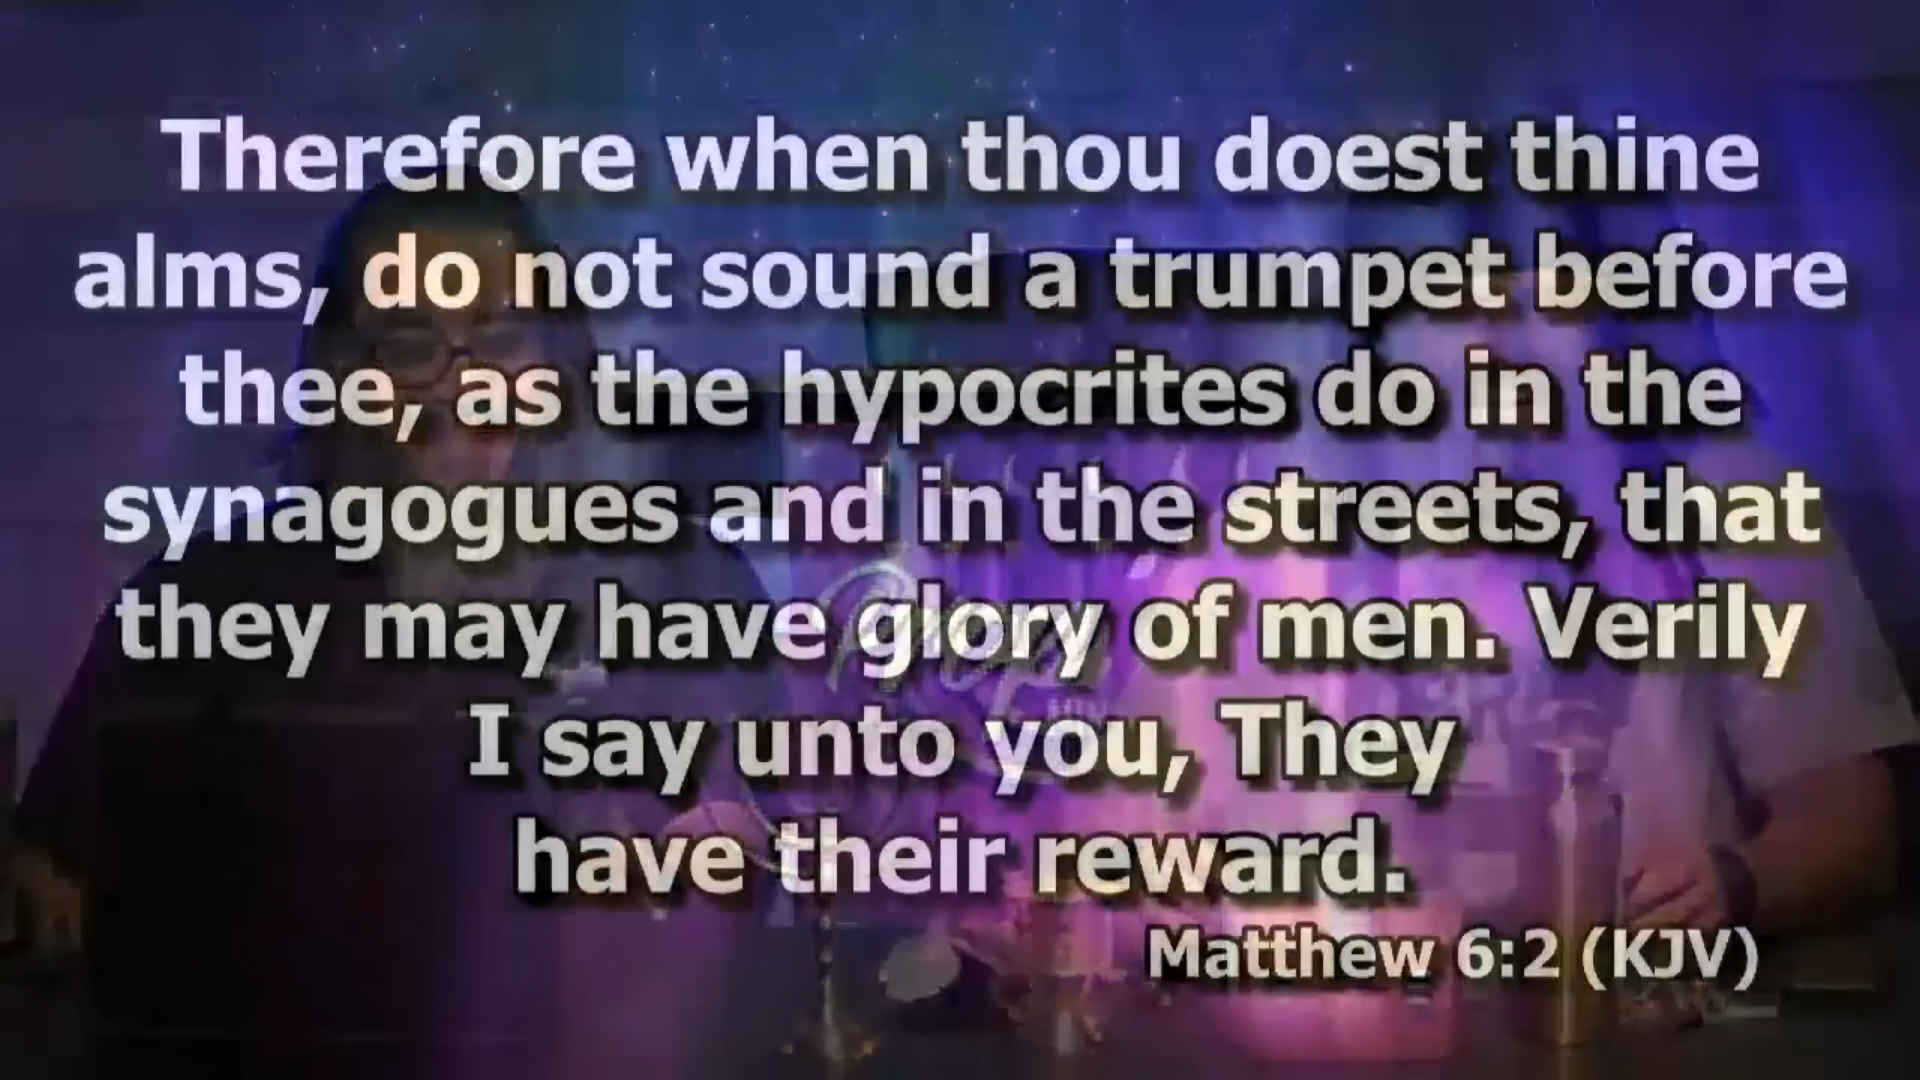 Therefore when thou doest thine
alms, do not sound a trumpet before
thee, as the hypocrites do in the
synagogues and in the streets, that
they may have glory of men. Verily
I say unto you, They
have their reward.
Matthew 6:2 (KJV)